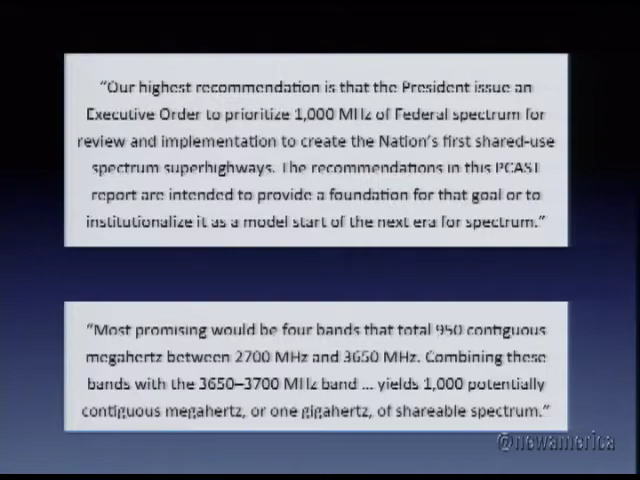 “Our highest recommendation is that the President issue an
Executive Order to prioritize 1,000 MHz of Federal spectrum for
review and implementation to create the Nation’s first shared-use
spectrum superhighways. The recommendations in this PCAST
report are intended to provide a foundation for that goal or to
institutionalize it as a model start of the next era for spectrum.”
“Most promising would be four bands that total 950 contiguous
megahertz between 2700 MHz and 3650 MHz. Combining these
bands with the 3650–3700 MHz band ... yields 1,000 potentially
contiguous megahertz, or one gigahertz, of shareable spectrum.”
@newamerica